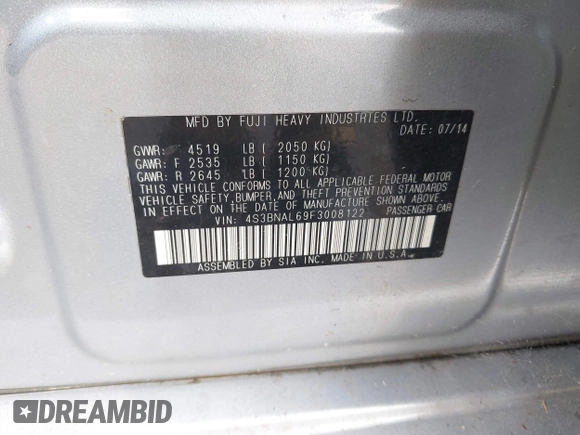 MFD BY FUJI HEAVY INDUSTRIES LTD.
DATE: 07/14
GVWR: 4519 LB ( 2050 KG)
GAWR: F 2535 LB ( 1150 KG)
GAWR: R 2645 LB ( 1200 KG)
THIS VEHICLE CONFORMS TO ALL APPLICABLE FEDERAL MOTOR
VEHICLE SAFETY, BUMPER, AND THEFT PREVENTION STANDARDS
IN EFFECT ON THE DATE OF MANUFACTURE SHOWN ABOVE.
VIN: 4S3BNAL69F3008122 PASSENGER CAR
ASSEMBLED BY SIA INC. MADE IN U.S.A.
DREAMBID